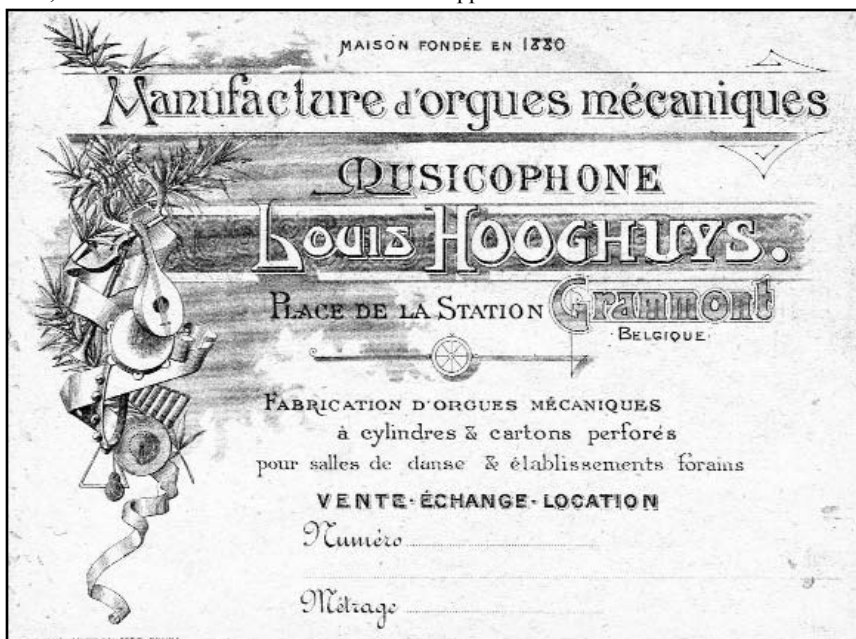 MAISON FONDÉE EN 1880
Manufacture d'orgues mécaniques
MUSICOPHONE
LOUIS HOOGHUYS.
PLACE DE LA STATION Grammont
BELGIQUE
FABRICATION D'ORGUES MÉCANIQUES
à cylindres & cartons perforés
pour salles de danse & établissements forains
VENTE-ÉCHANGE-LOCATION
Numéro
Métrage